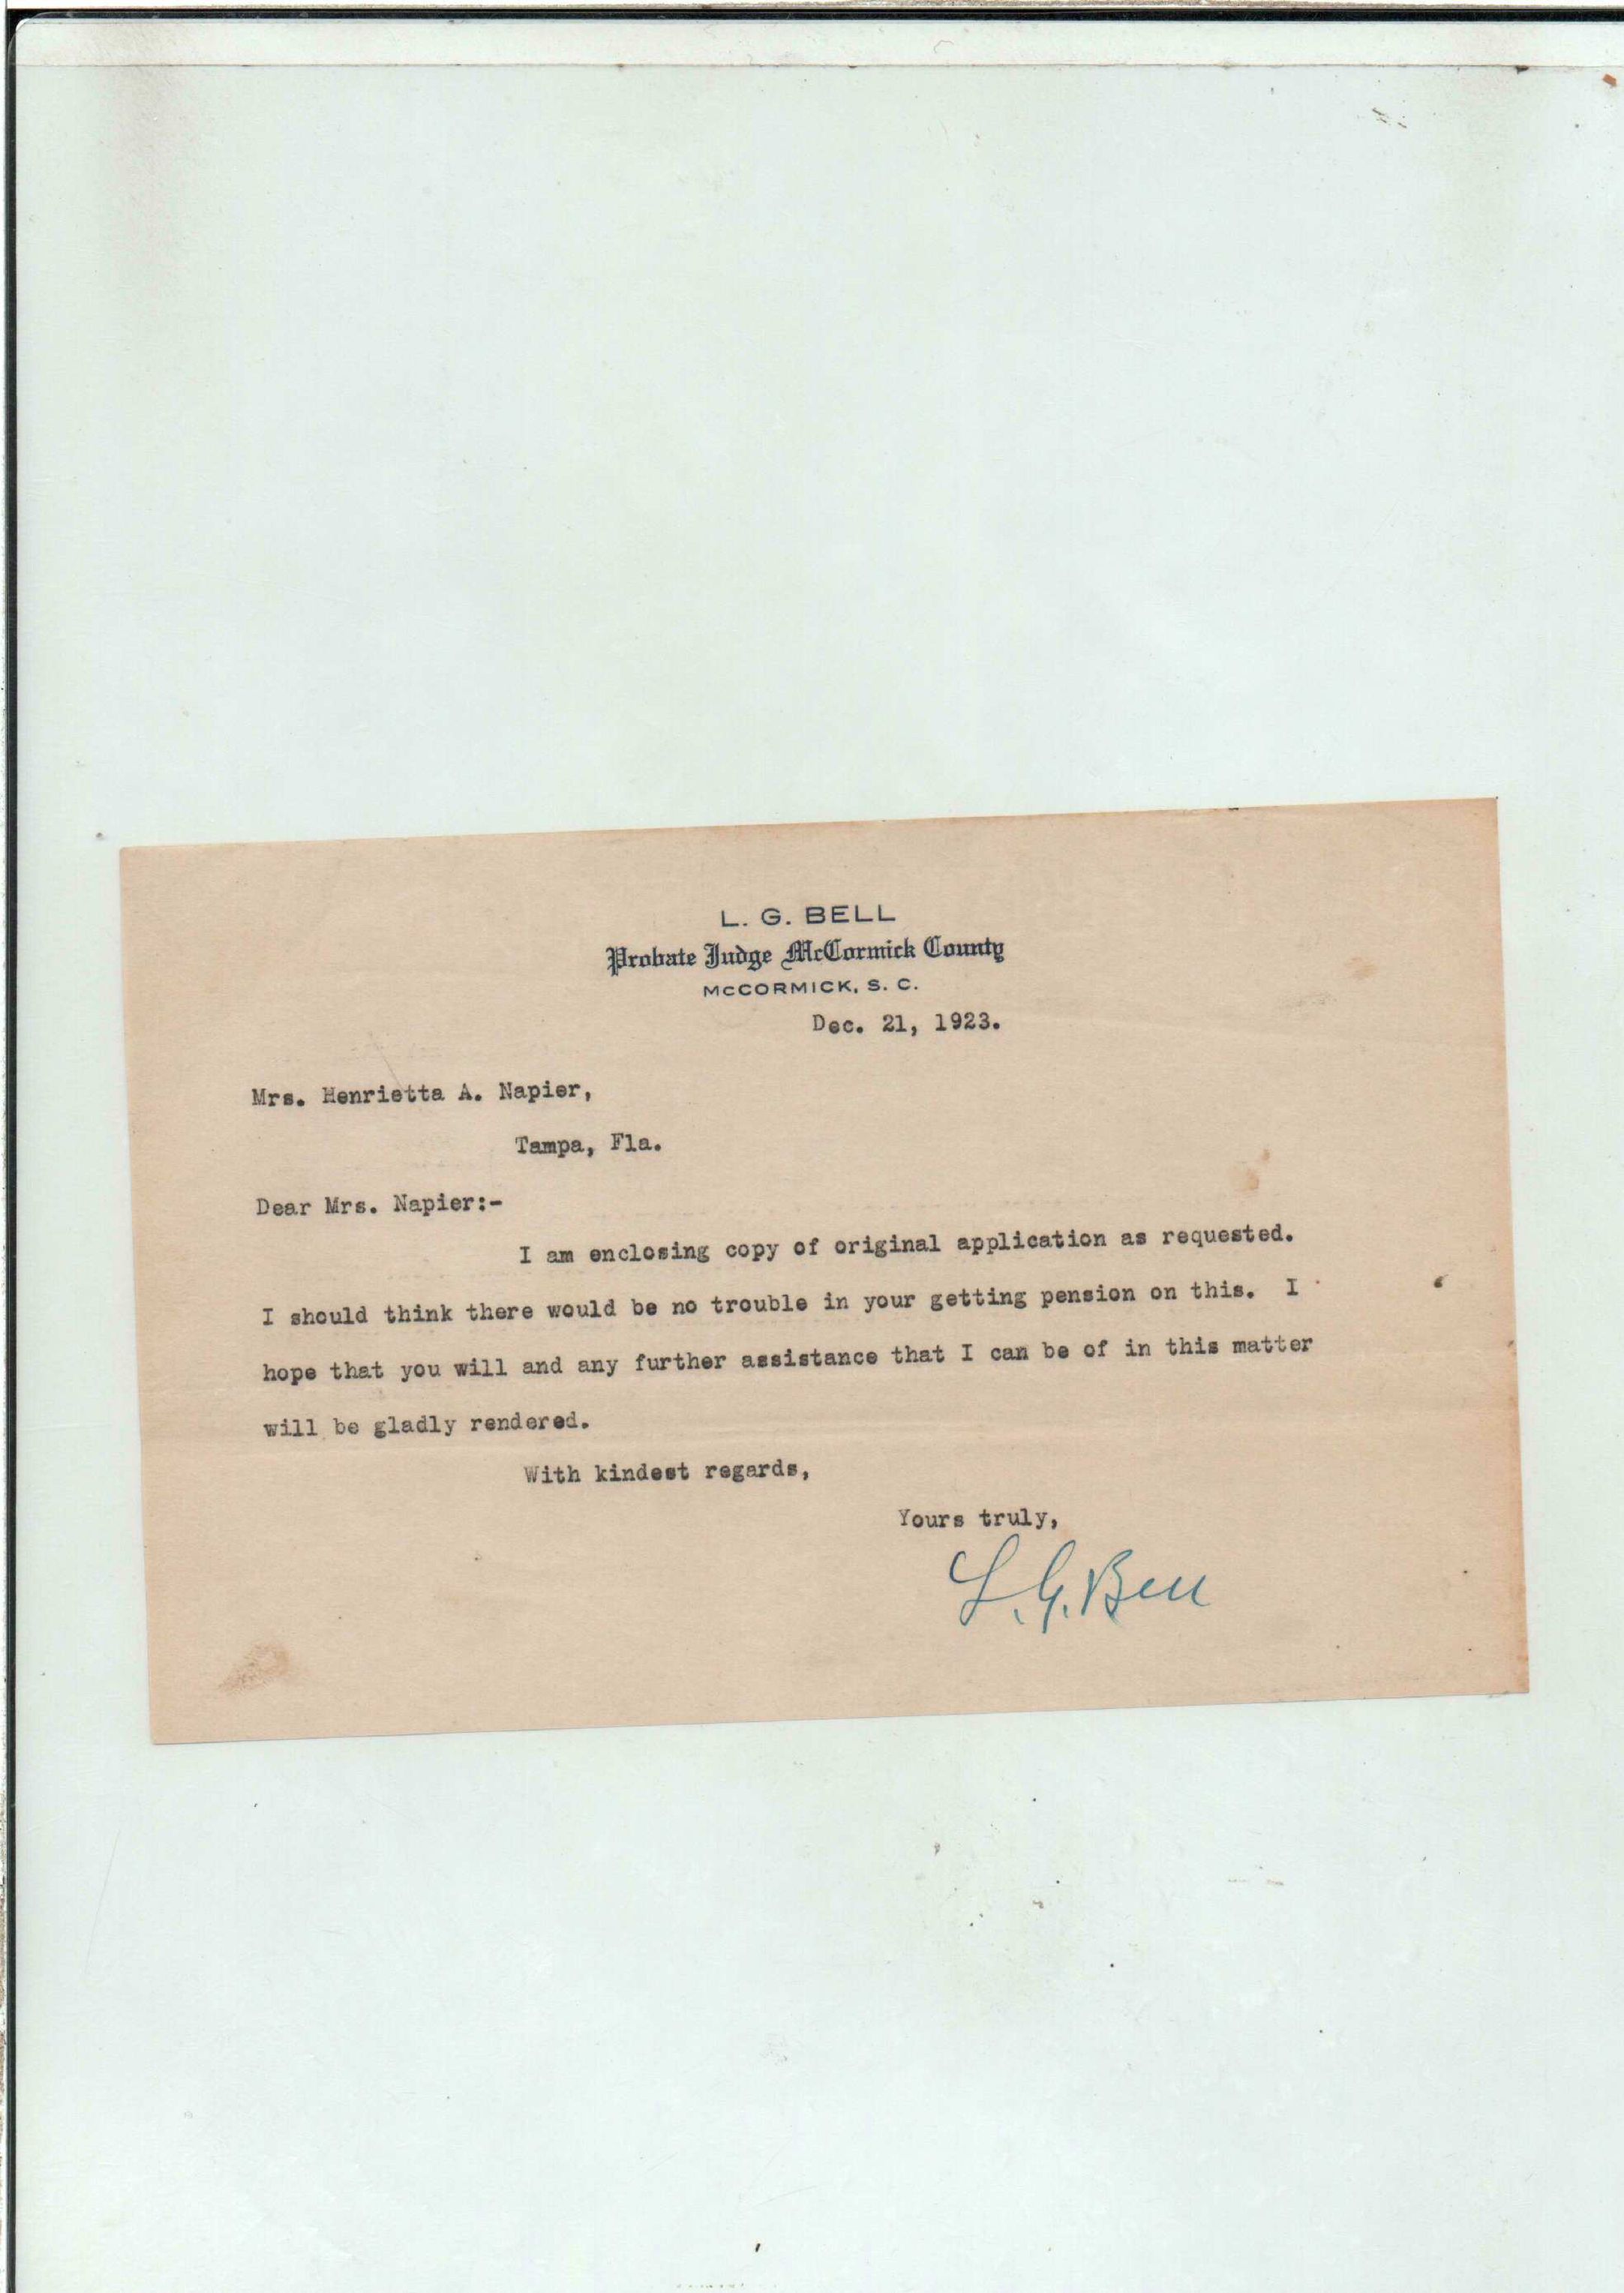 L. G. BELL
Probate Judge McCormick County
MCCORMICK, S. C.
Dec. 21, 1923.
Mrs. Henrietta A. Napier,
Tampa, Fla.
Dear Mrs. Napier:-
I am enclosing copy of original application as requested.
I should think there would be no trouble in your getting pension on this. I
hope that you will and any further assistance that I can be of in this matter
will be gladly rendered.
With kindest regards,
Yours truly,
L. G. Bell